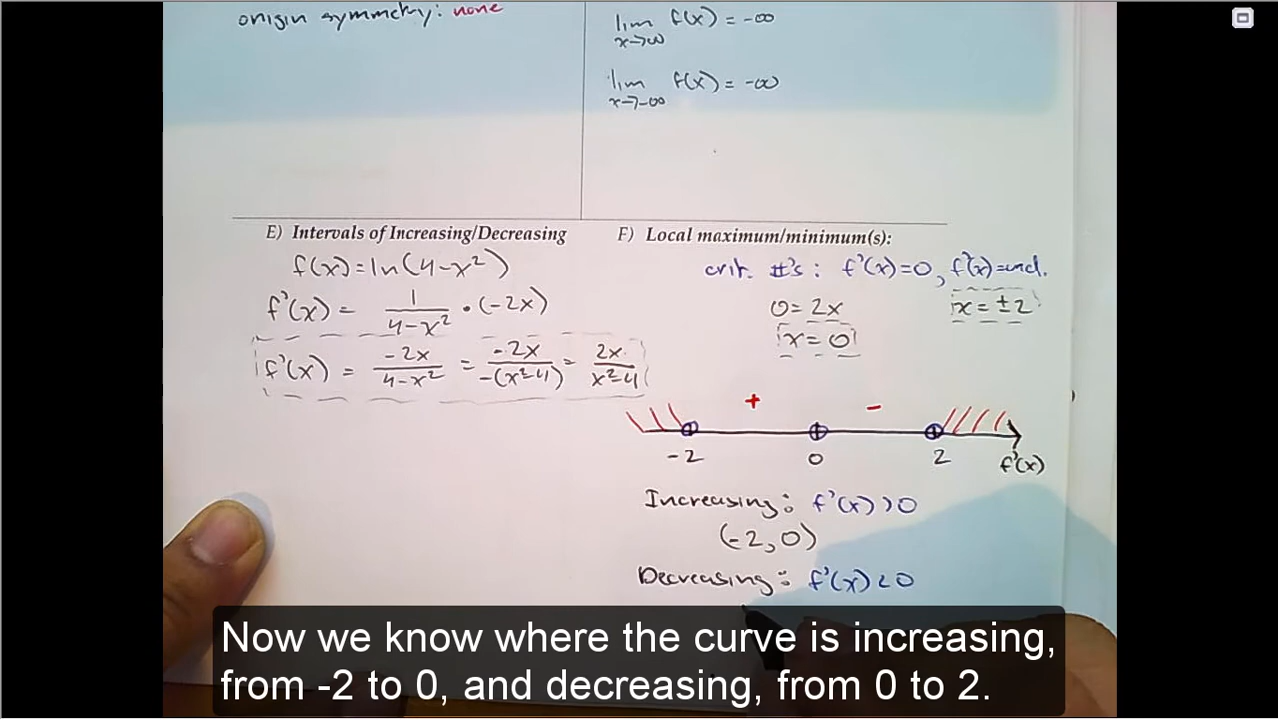 origin symmetry: none
lim f(x) = -∞
x→∞
lim f(x) = -∞
x→-∞
E) Intervals of Increasing/Decreasing
f(x) = ln(4-x²)
f'(x) = 1/(4-x²) • (-2x)
f'(x) = -2x/(4-x²) = -2x/-(x²-4) = 2x/(x²-4)
F) Local maximum/minimum(s):
crit. #'s : f'(x)=0, f'(x)=und.
0 = 2x
x = ±2
x = 0
+ -
-2 0 2 f'(x)
Increasing: f'(x) > 0
(-2, 0)
Decreasing: f'(x) < 0
Now we know where the curve is increasing,
from -2 to 0, and decreasing, from 0 to 2.